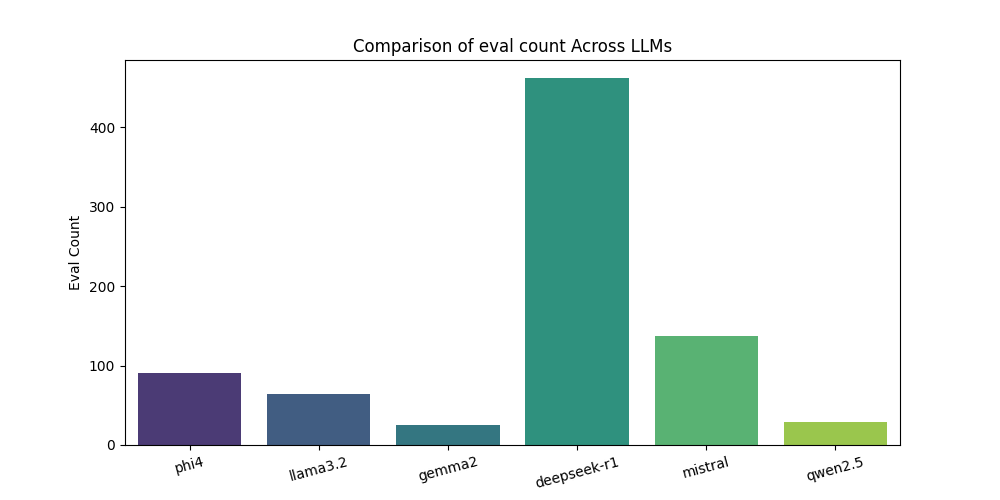 Comparison of eval count Across LLMs
Eval Count
400
300
200
100
0
phi4
llama3.2
gemma2
deepseek-r1
mistral
qwen2.5